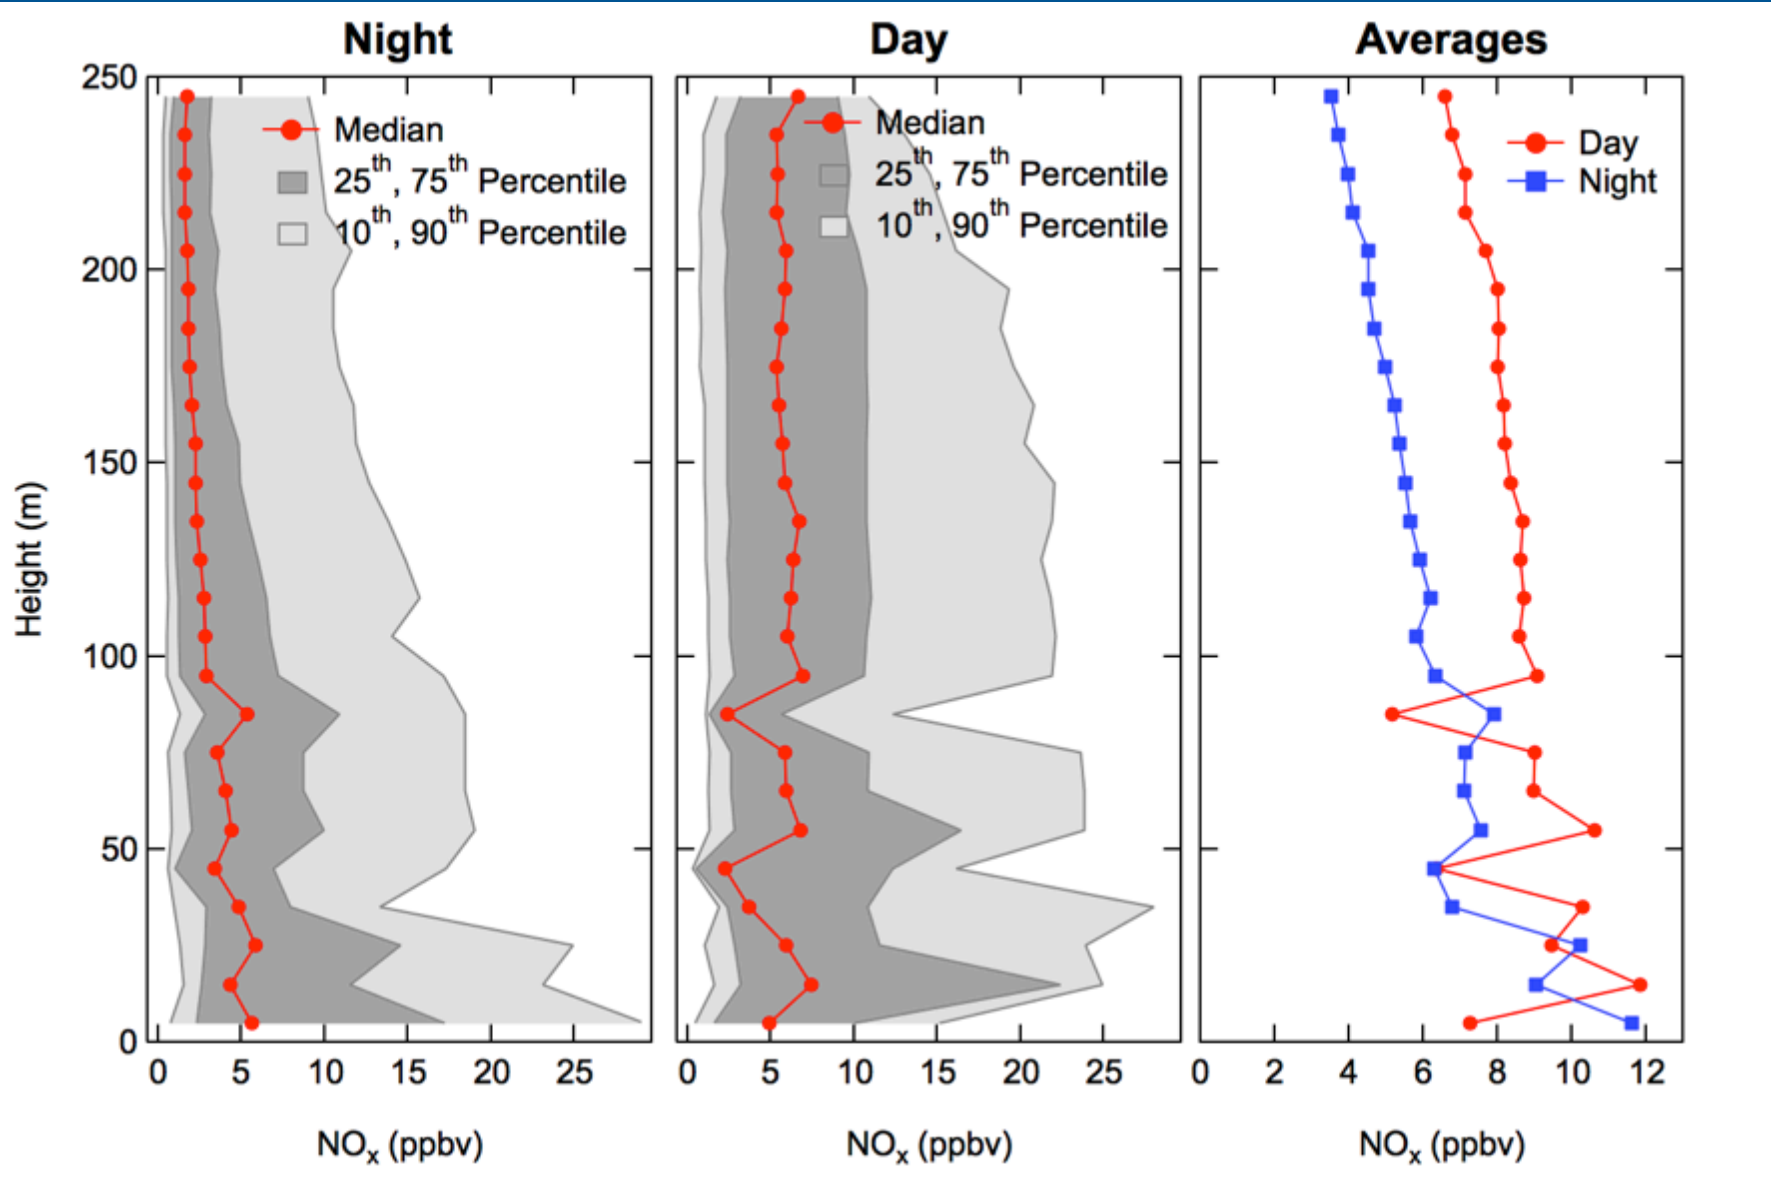 Night
Day
Averages
Height (m)
250
200
150
100
50
0
Median
25th, 75th Percentile
10th, 90th Percentile
0 5 10 15 20 25
NOx (ppbv)
Median
25th, 75th Percentile
10th, 90th Percentile
0 5 10 15 20 25
NOx (ppbv)
Day
Night
0 2 4 6 8 10 12
NOx (ppbv)